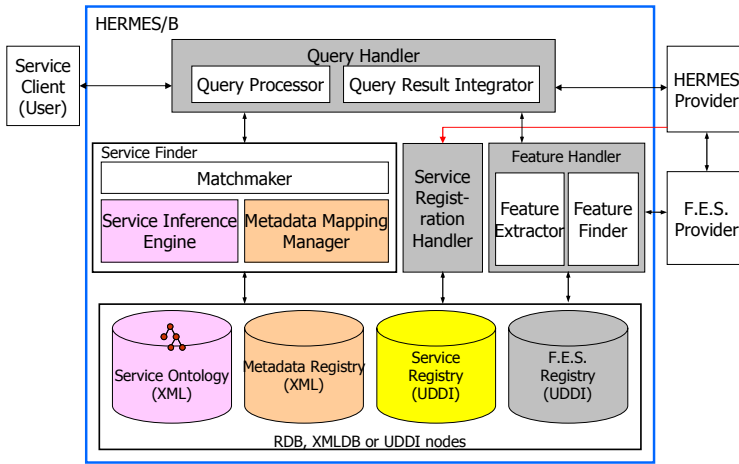 HERMES/B
Query Handler
Query Processor
Query Result Integrator
Service
Client
(User)
HERMES
Provider
Service Finder
Matchmaker
Service Inference
Engine
Metadata Mapping
Manager
Service
Regist-
ration
Handler
Feature Handler
Feature
Extractor
Feature
Finder
F.E.S.
Provider
Service Ontology
(XML)
Metadata Registry
(XML)
Service
Registry
(UDDI)
F.E.S.
Registry
(UDDI)
RDB, XMLDB or UDDI nodes